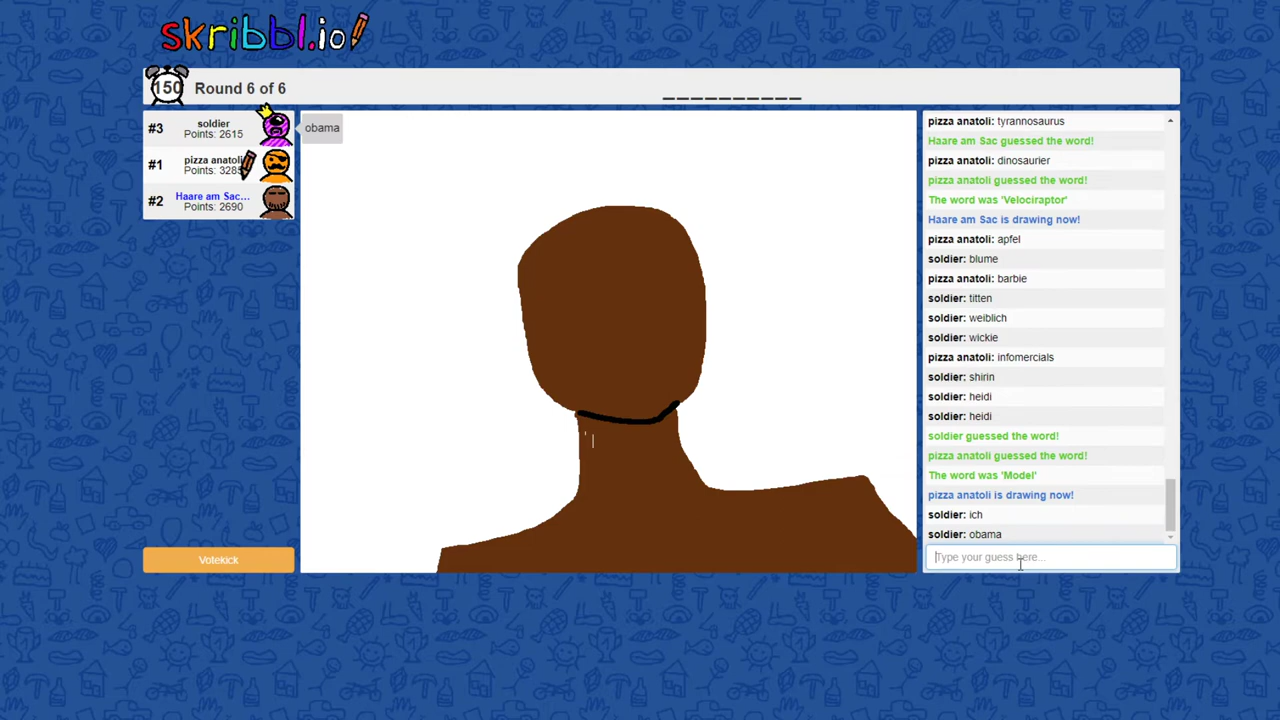 skribbl.io
150 Round 6 of 6
__________
#3 soldier
Points: 2615
obama
#1 pizza anatoli
Points: 3285
#2 Haare am Sac...
Points: 2690
Votekick
pizza anatoli: tyrannosaurus
Haare am Sac guessed the word!
pizza anatoli: dinosaurier
pizza anatoli guessed the word!
The word was 'Velociraptor'
Haare am Sac is drawing now!
pizza anatoli: apfel
soldier: blume
pizza anatoli: barbie
soldier: titten
soldier: weiblich
soldier: wickie
pizza anatoli: infomercials
soldier: shirin
soldier: heidi
soldier: heidi
soldier guessed the word!
pizza anatoli guessed the word!
The word was 'Model'
pizza anatoli is drawing now!
soldier: ich
soldier: obama
Type your guess here...